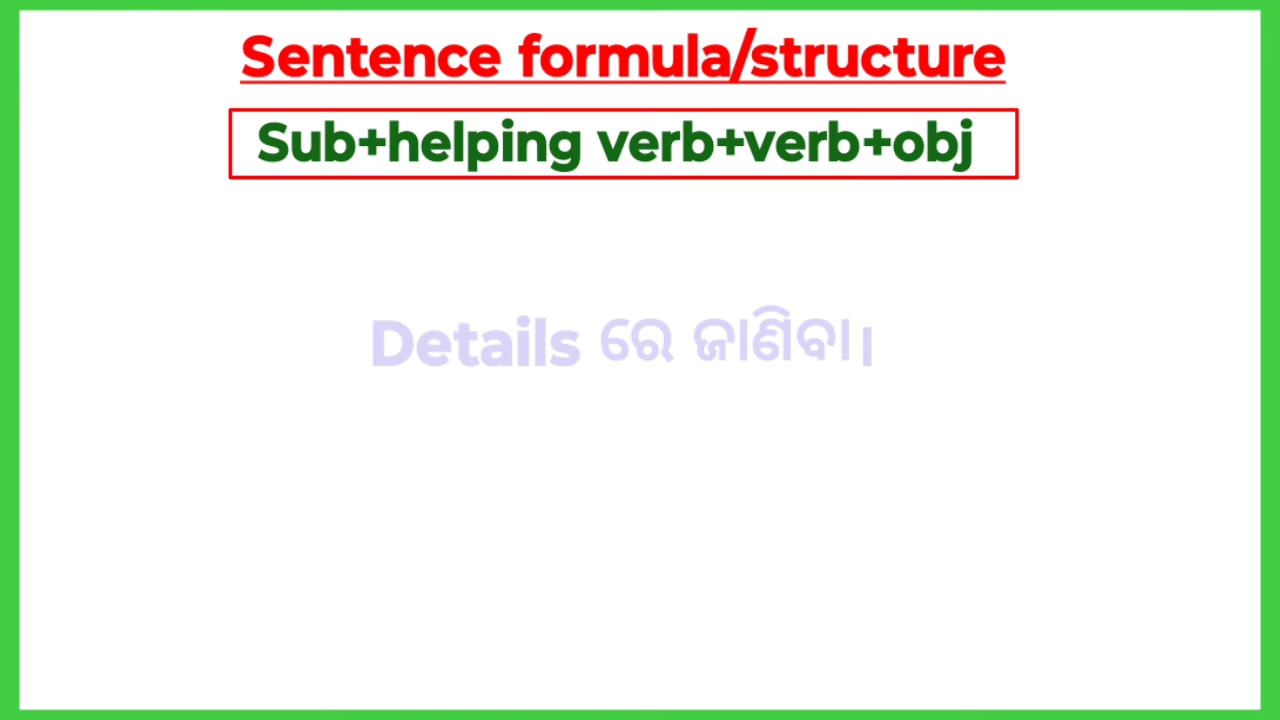 Sentence formula/structure
Sub+helping verb+verb+obj
Details ରେ ଜାଣିବା।